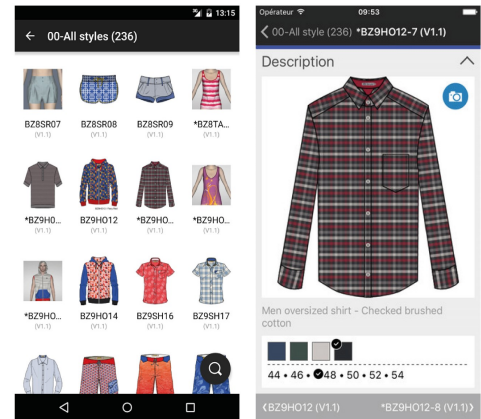 13:15
00-All styles (236)
BZ8SR07
(V1.1)
BZ8SR08
(V1.1)
BZ8SR09
(V1.1)
*BZ8TA...
(V1.1)
*BZ9H0...
(V1.1)
BZ9HO12
(V1.1)
*BZ9HO...
(V1.1)
*BZ9HO...
(V1.1)
*BZ9HO...
(V1.1)
BZ9HO14
(V1.1)
BZ9SH16
(V1.1)
BZ9SH17
(V1.1)
Opérateur 09:53
00-All style (236) *BZ9HO12-7 (V1.1)
Description
Men oversized shirt - Checked brushed
cotton
44 • 46 • 48 • 50 • 52 • 54
BZ9HO12 (V1.1) *BZ9HO12-8 (V1.1)